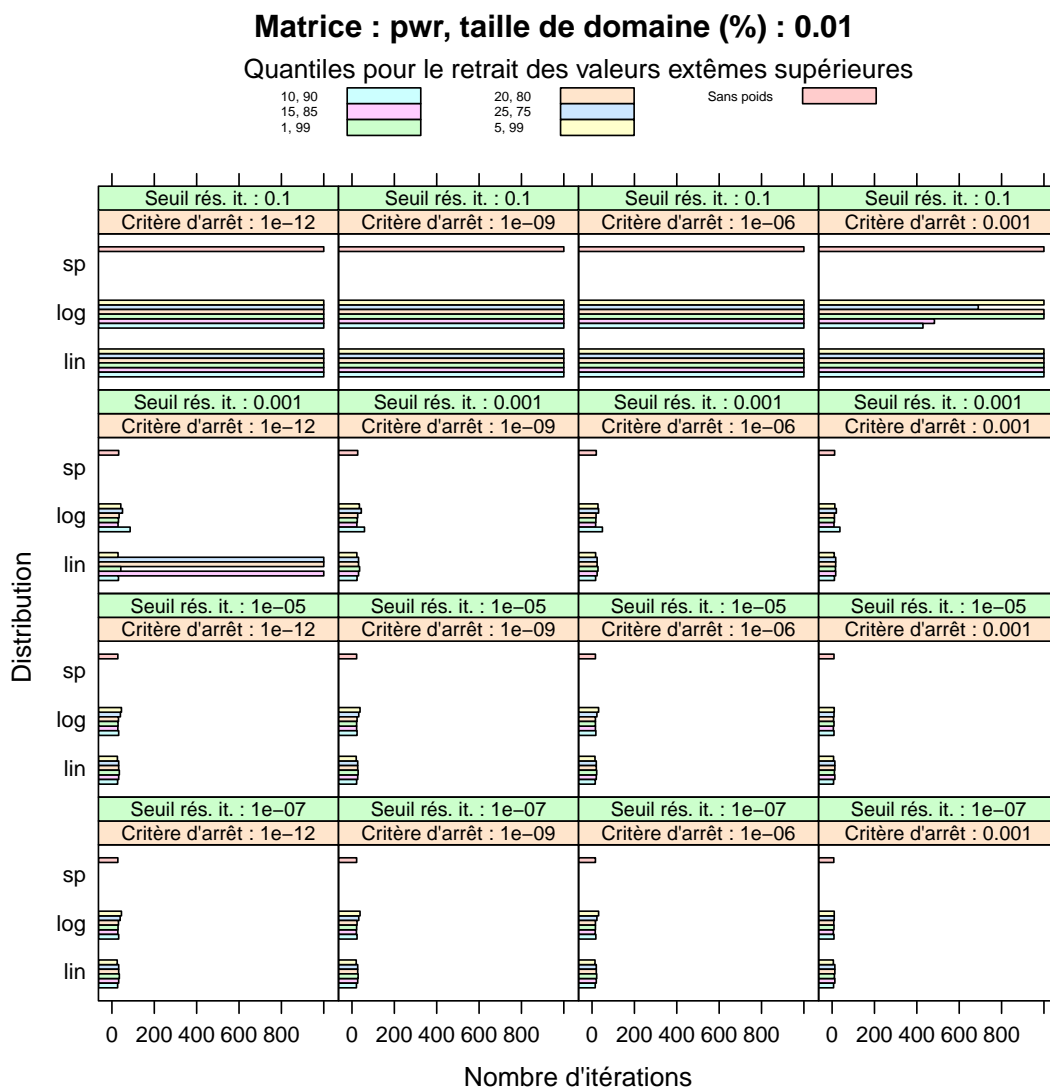 Matrice : pwr, taille de domaine (%) : 0.01
Quantiles pour le retrait des valeurs extêmes supérieures
10, 90 20, 80 Sans poids
15, 85 25, 75
1, 99 5, 99
Seuil rés. it. : 0.1 Seuil rés. it. : 0.1 Seuil rés. it. : 0.1 Seuil rés. it. : 0.1
Critère d'arrêt : 1e−12 Critère d'arrêt : 1e−09 Critère d'arrêt : 1e−06 Critère d'arrêt : 0.001
sp
log
lin
Seuil rés. it. : 0.001 Seuil rés. it. : 0.001 Seuil rés. it. : 0.001 Seuil rés. it. : 0.001
Critère d'arrêt : 1e−12 Critère d'arrêt : 1e−09 Critère d'arrêt : 1e−06 Critère d'arrêt : 0.001
sp
log
lin
Seuil rés. it. : 1e−05 Seuil rés. it. : 1e−05 Seuil rés. it. : 1e−05 Seuil rés. it. : 1e−05
Critère d'arrêt : 1e−12 Critère d'arrêt : 1e−09 Critère d'arrêt : 1e−06 Critère d'arrêt : 0.001
sp
log
lin
Seuil rés. it. : 1e−07 Seuil rés. it. : 1e−07 Seuil rés. it. : 1e−07 Seuil rés. it. : 1e−07
Critère d'arrêt : 1e−12 Critère d'arrêt : 1e−09 Critère d'arrêt : 1e−06 Critère d'arrêt : 0.001
sp
log
lin
Distribution
0 200 400 600 800 0 200 400 600 800 0 200 400 600 800 0 200 400 600 800
Nombre d'itérations